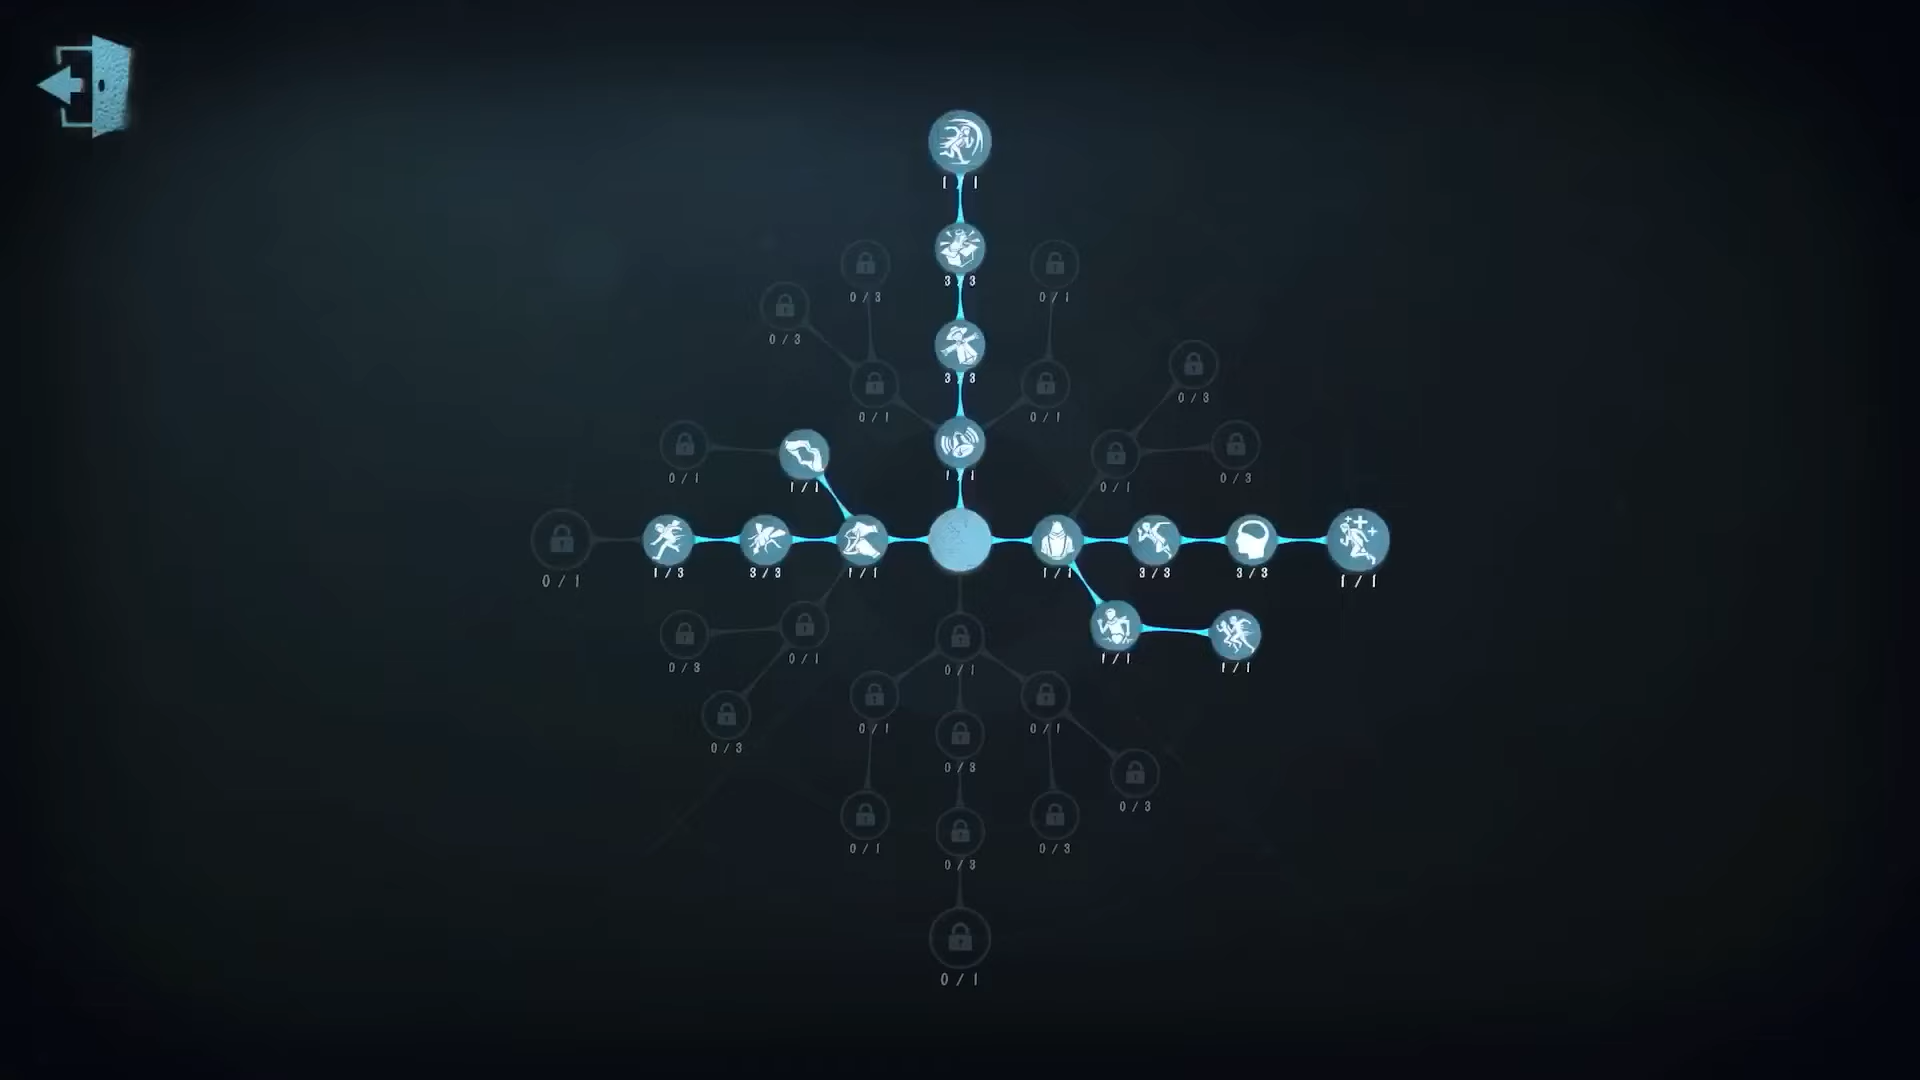 1 / 1
3 / 3
0 / 3 0 / 1
0 / 3
3 / 3
0 / 3
0 / 1 0 / 1
0 / 1 1 / 1 1 / 1 0 / 1 0 / 3
0 / 1 1 / 3 3 / 3 1 / 1 1 / 1 3 / 3 3 / 3 1 / 1
0 / 3 0 / 1 0 / 1 1 / 1 1 / 1
0 / 3 0 / 1 0 / 1
0 / 3
0 / 3
0 / 1 0 / 3 0 / 3
0 / 1